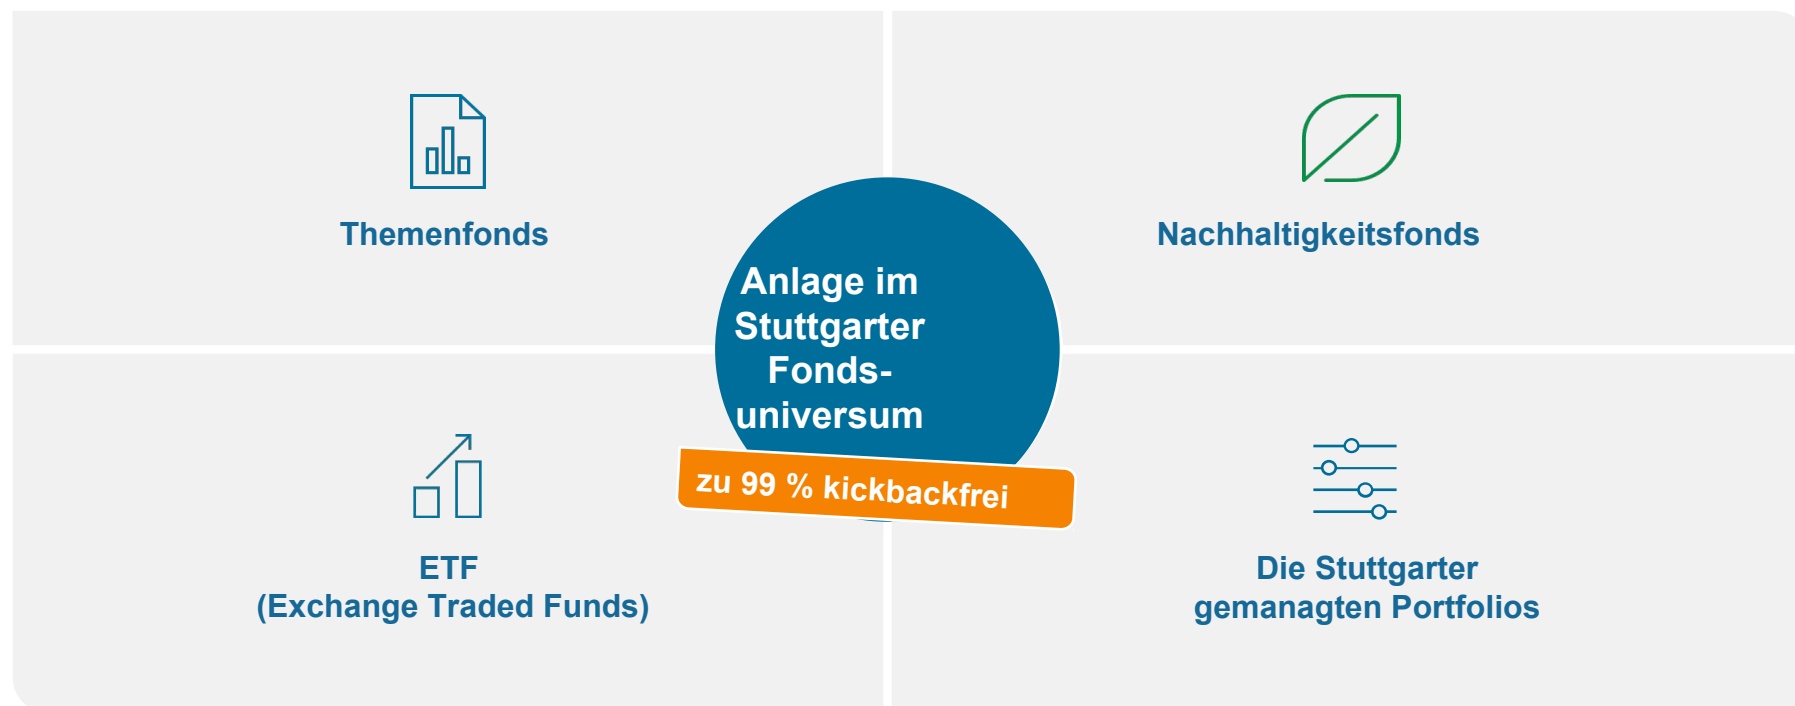 Themenfonds
Nachhaltigkeitsfonds
Anlage im
Stuttgarter
Fonds-
universum
zu 99 % kickbackfrei
ETF
(Exchange Traded Funds)
Die Stuttgarter
gemanagten Portfolios